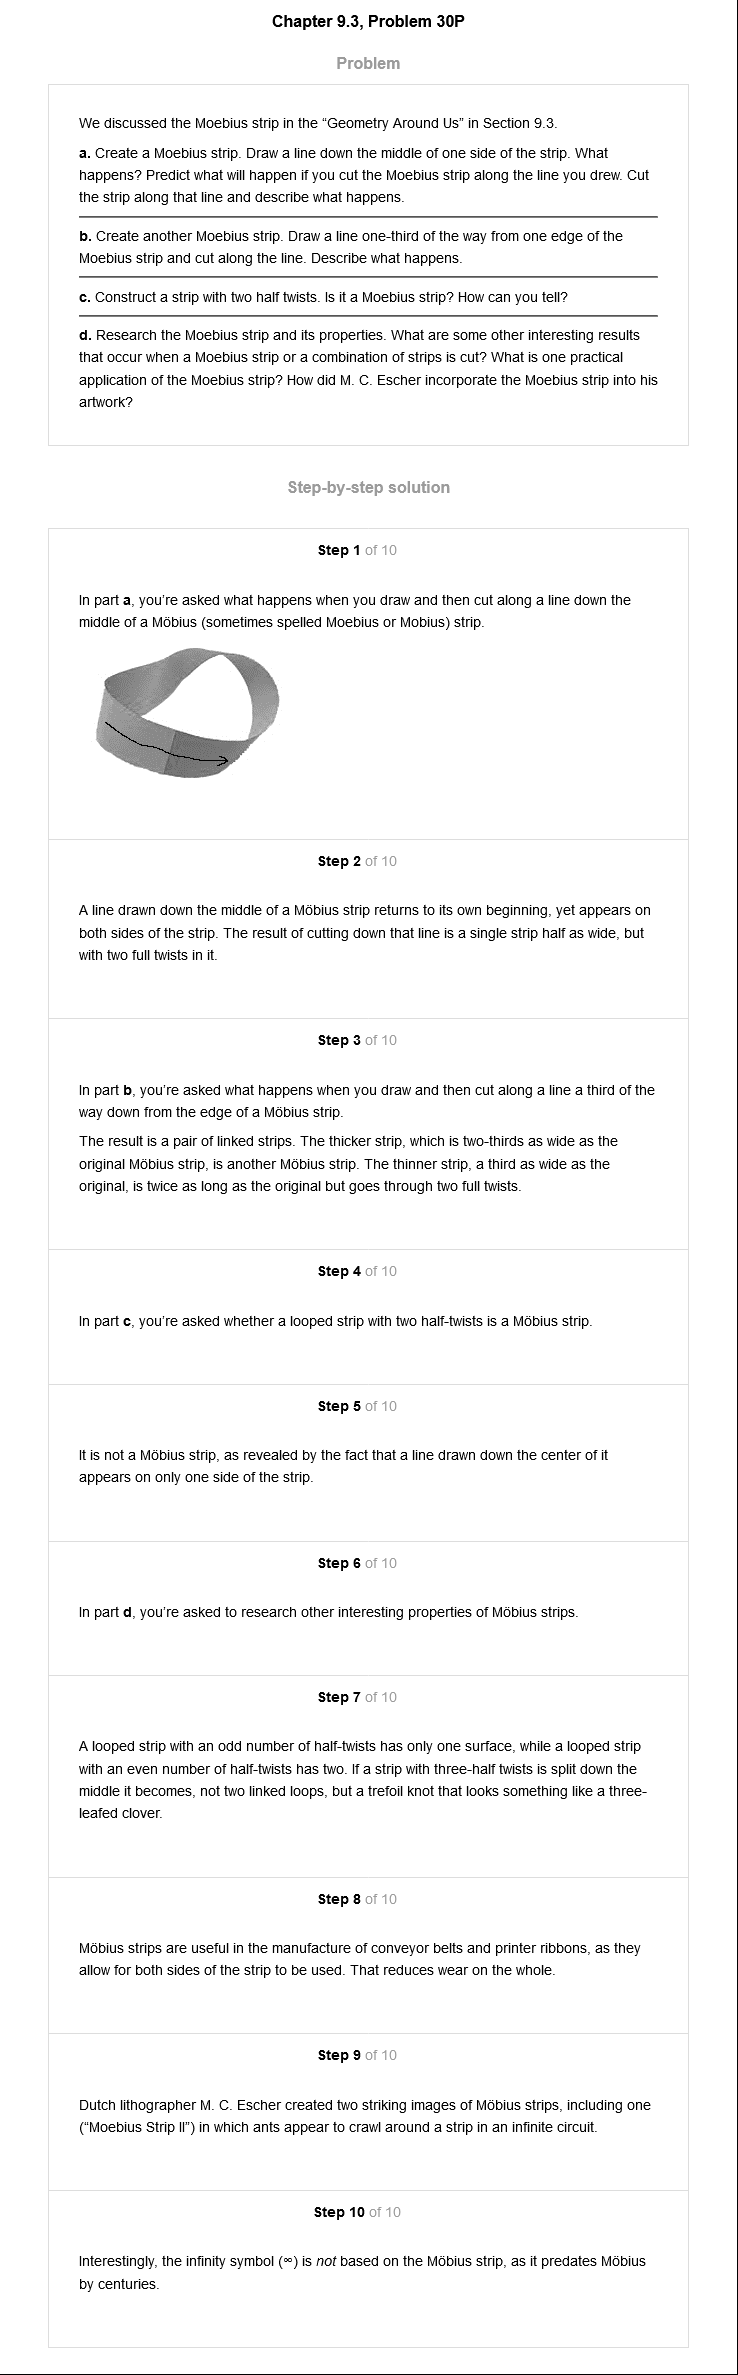 Chapter 9.3, Problem 30P
Problem
We discussed the Moebius strip in the “Geometry Around Us” in Section 9.3.
a. Create a Moebius strip. Draw a line down the middle of one side of the strip. What
happens? Predict what will happen if you cut the Moebius strip along the line you drew. Cut
the strip along that line and describe what happens.
b. Create another Moebius strip. Draw a line one-third of the way from one edge of the
Moebius strip and cut along the line. Describe what happens.
c. Construct a strip with two half twists. Is it a Moebius strip? How can you tell?
d. Research the Moebius strip and its properties. What are some other interesting results
that occur when a Moebius strip or a combination of strips is cut? What is one practical
application of the Moebius strip? How did M. C. Escher incorporate the Moebius strip into his
artwork?
Step-by-step solution
Step 1 of 10
In part a, you’re asked what happens when you draw and then cut along a line down the
middle of a Möbius (sometimes spelled Moebius or Mobius) strip.
Step 2 of 10
A line drawn down the middle of a Möbius strip returns to its own beginning, yet appears on
both sides of the strip. The result of cutting down that line is a single strip half as wide, but
with two full twists in it.
Step 3 of 10
In part b, you’re asked what happens when you draw and then cut along a line a third of the
way down from the edge of a Möbius strip.
The result is a pair of linked strips. The thicker strip, which is two-thirds as wide as the
original Möbius strip, is another Möbius strip. The thinner strip, a third as wide as the
original, is twice as long as the original but goes through two full twists.
Step 4 of 10
In part c, you’re asked whether a looped strip with two half-twists is a Möbius strip.
Step 5 of 10
It is not a Möbius strip, as revealed by the fact that a line drawn down the center of it
appears on only one side of the strip.
Step 6 of 10
In part d, you’re asked to research other interesting properties of Möbius strips.
Step 7 of 10
A looped strip with an odd number of half-twists has only one surface, while a looped strip
with an even number of half-twists has two. If a strip with three-half twists is split down the
middle it becomes, not two linked loops, but a trefoil knot that looks something like a three-
leafed clover.
Step 8 of 10
Möbius strips are useful in the manufacture of conveyor belts and printer ribbons, as they
allow for both sides of the strip to be used. That reduces wear on the whole.
Step 9 of 10
Dutch lithographer M. C. Escher created two striking images of Möbius strips, including one
(“Moebius Strip II”) in which ants appear to crawl around a strip in an infinite circuit.
Step 10 of 10
Interestingly, the infinity symbol (∞) is not based on the Möbius strip, as it predates Möbius
by centuries.